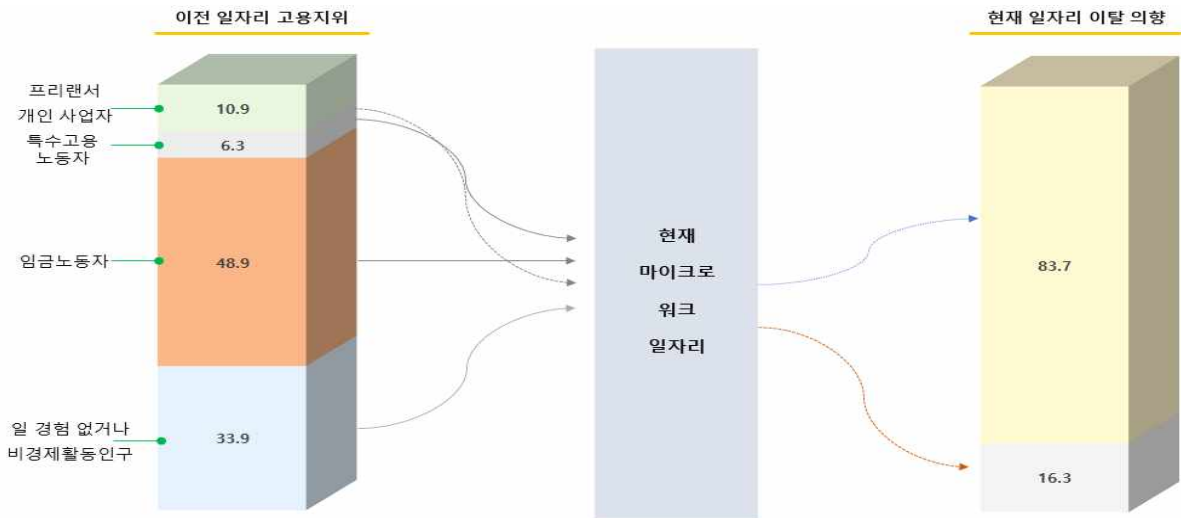 이전 일자리 고용지위
현재 일자리 이탈 의향
프리랜서
개인 사업자
10.9
특수고용
노동자
6.3
임금노동자
48.9
일 경험 없거나
비경제활동인구
33.9
현재
마이크로
워크
일자리
83.7
16.3